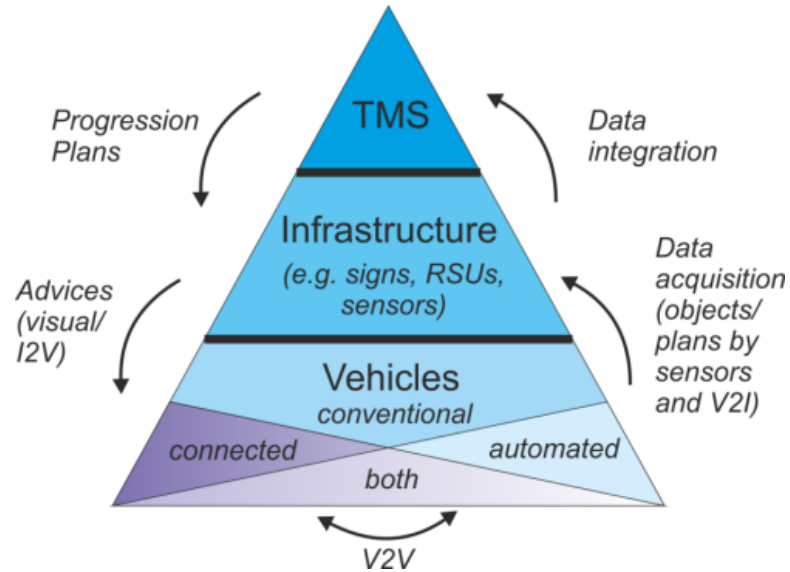 TMS
Progression
Plans
Data
integration
Infrastructure
(e.g. signs, RSUs,
sensors)
Advices
(visual/
I2V)
Data
acquisition
(objects/
plans by
sensors
and V2I)
Vehicles
conventional
connected
automated
both
V2V